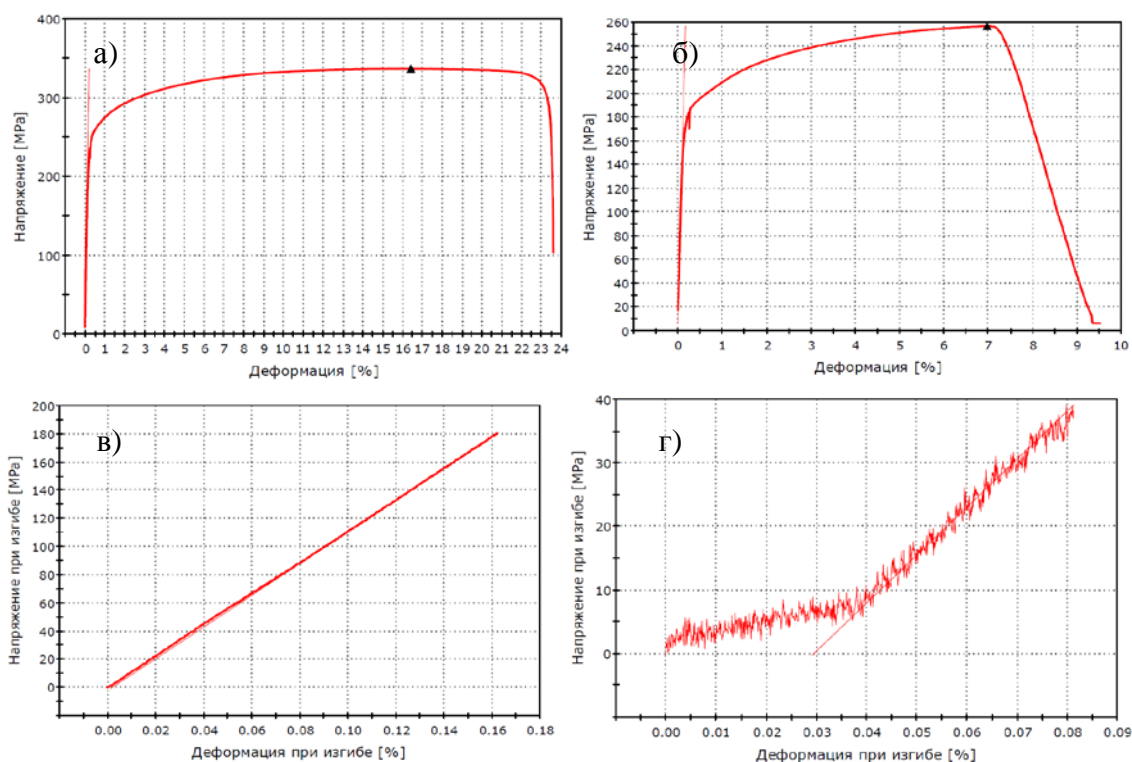 а)
Напряжение [MPa]
400
300
200
100
0
0 1 2 3 4 5 6 7 8 9 10 11 12 13 14 15 16 17 18 19 20 21 22 23 24
Деформация [%]
б)
Напряжение [MPa]
260
240
220
200
180
160
140
120
100
80
60
40
20
0
0 1 2 3 4 5 6 7 8 9 10
Деформация [%]
в)
Напряжение при изгибе [MPa]
200
180
160
140
120
100
80
60
40
20
0
0.00 0.02 0.04 0.06 0.08 0.10 0.12 0.14 0.16 0.18
Деформация при изгибе [%]
г)
Напряжение при изгибе [MPa]
40
30
20
10
0
0.00 0.01 0.02 0.03 0.04 0.05 0.06 0.07 0.08 0.09
Деформация при изгибе [%]